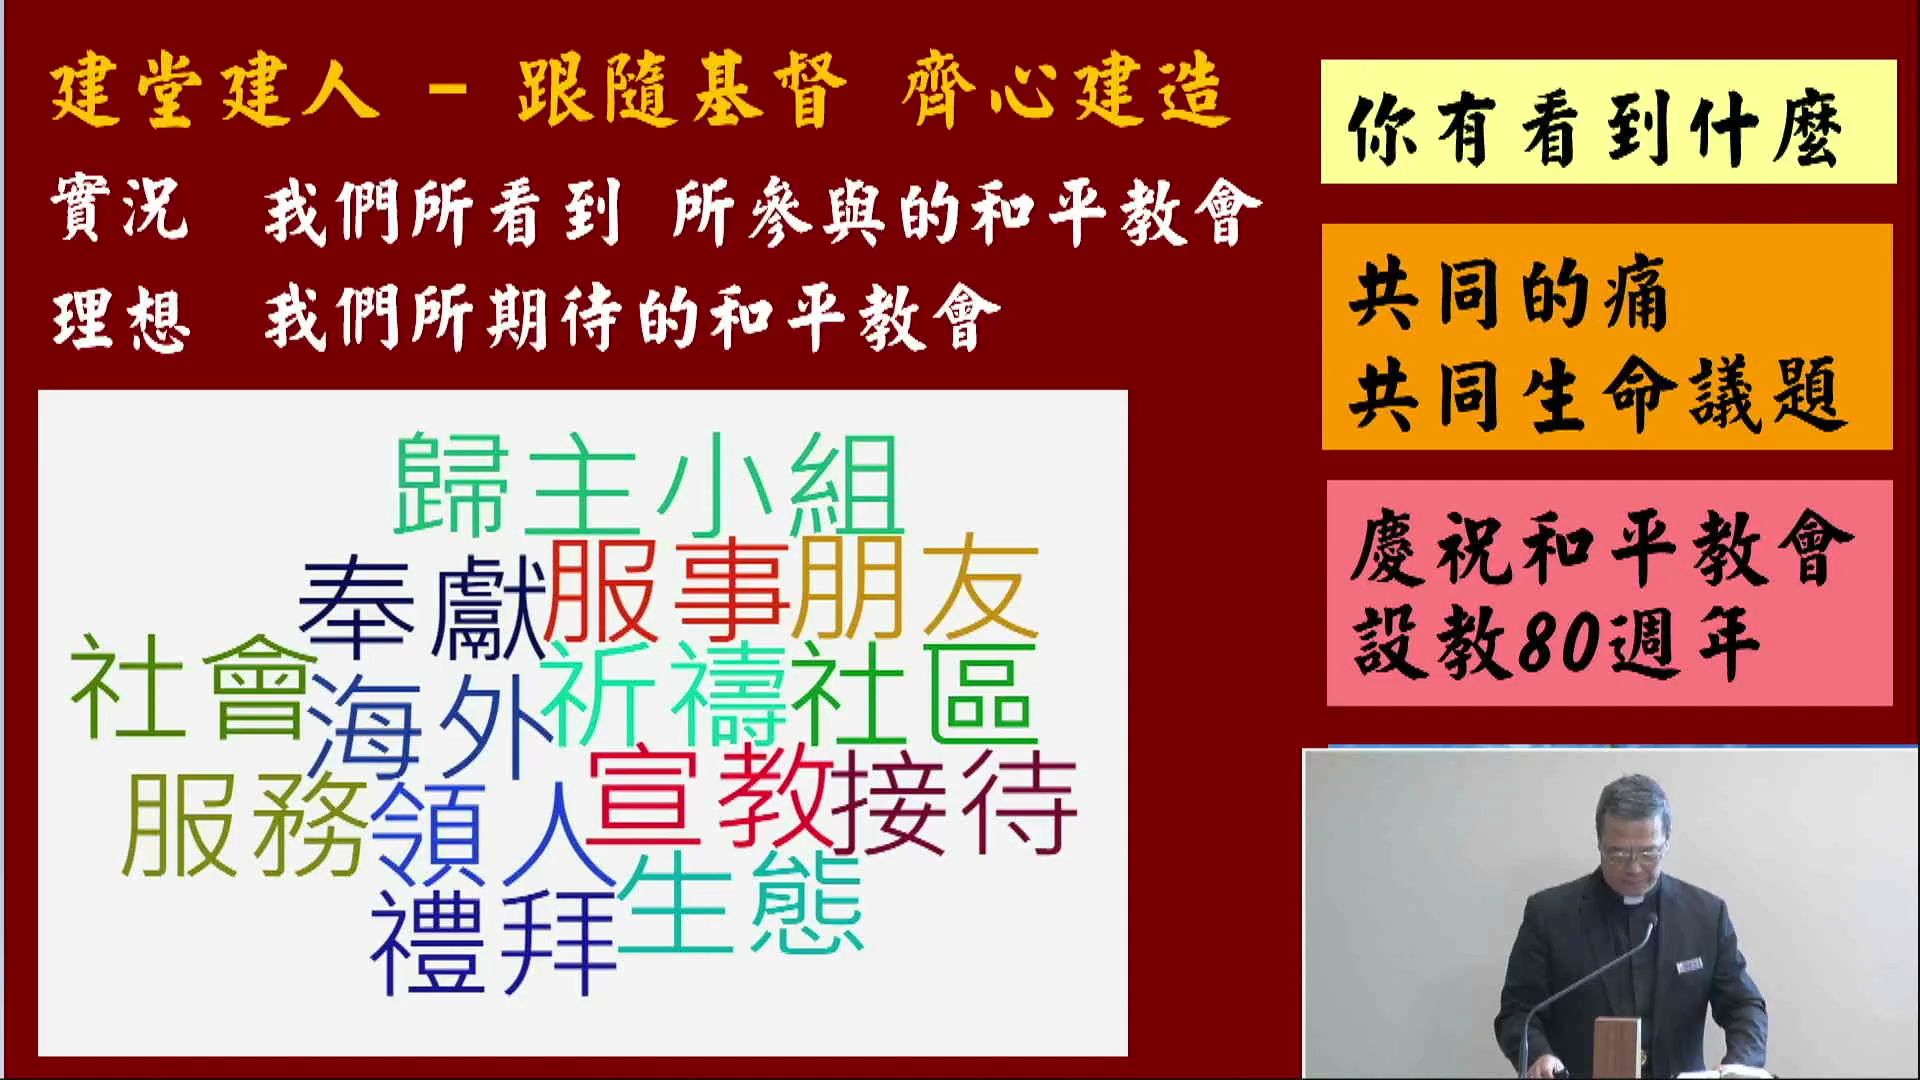 建堂建人 - 跟隨基督 齊心建造
實況 我們所看到 所參與的和平教會
理想 我們所期待的和平教會
歸主小組
奉獻 服事 朋友
社會 海外 祈禱 社區
服務 領人 宣教 接待
禮拜 生態
你有看到什麼
共同的痛
共同生命議題
慶祝和平教會
設教80週年